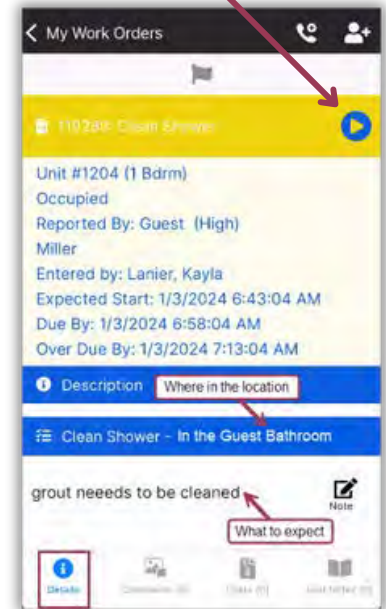 My Work Orders
Clean Shower
Unit #1204 (1 Bdrm)
Occupied
Reported By: Guest (High)
Miller
Entered by: Lanier, Kayla
Expected Start: 1/3/2024 6:43:04 AM
Due By: 1/3/2024 6:58:04 AM
Over Due By: 1/3/2024 7:13:04 AM
Description
Where in the location
Clean Shower - In the Guest Bathroom
grout neeeds to be cleaned
Note
What to expect
Details